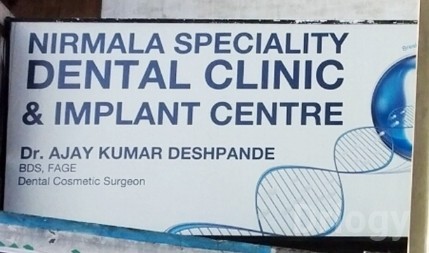 NIRMALA SPECIALITY
DENTAL CLINIC
& IMPLANT CENTRE
Dr. AJAY KUMAR DESHPANDE
BDS, FAGE
Dental Cosmetic Surgeon